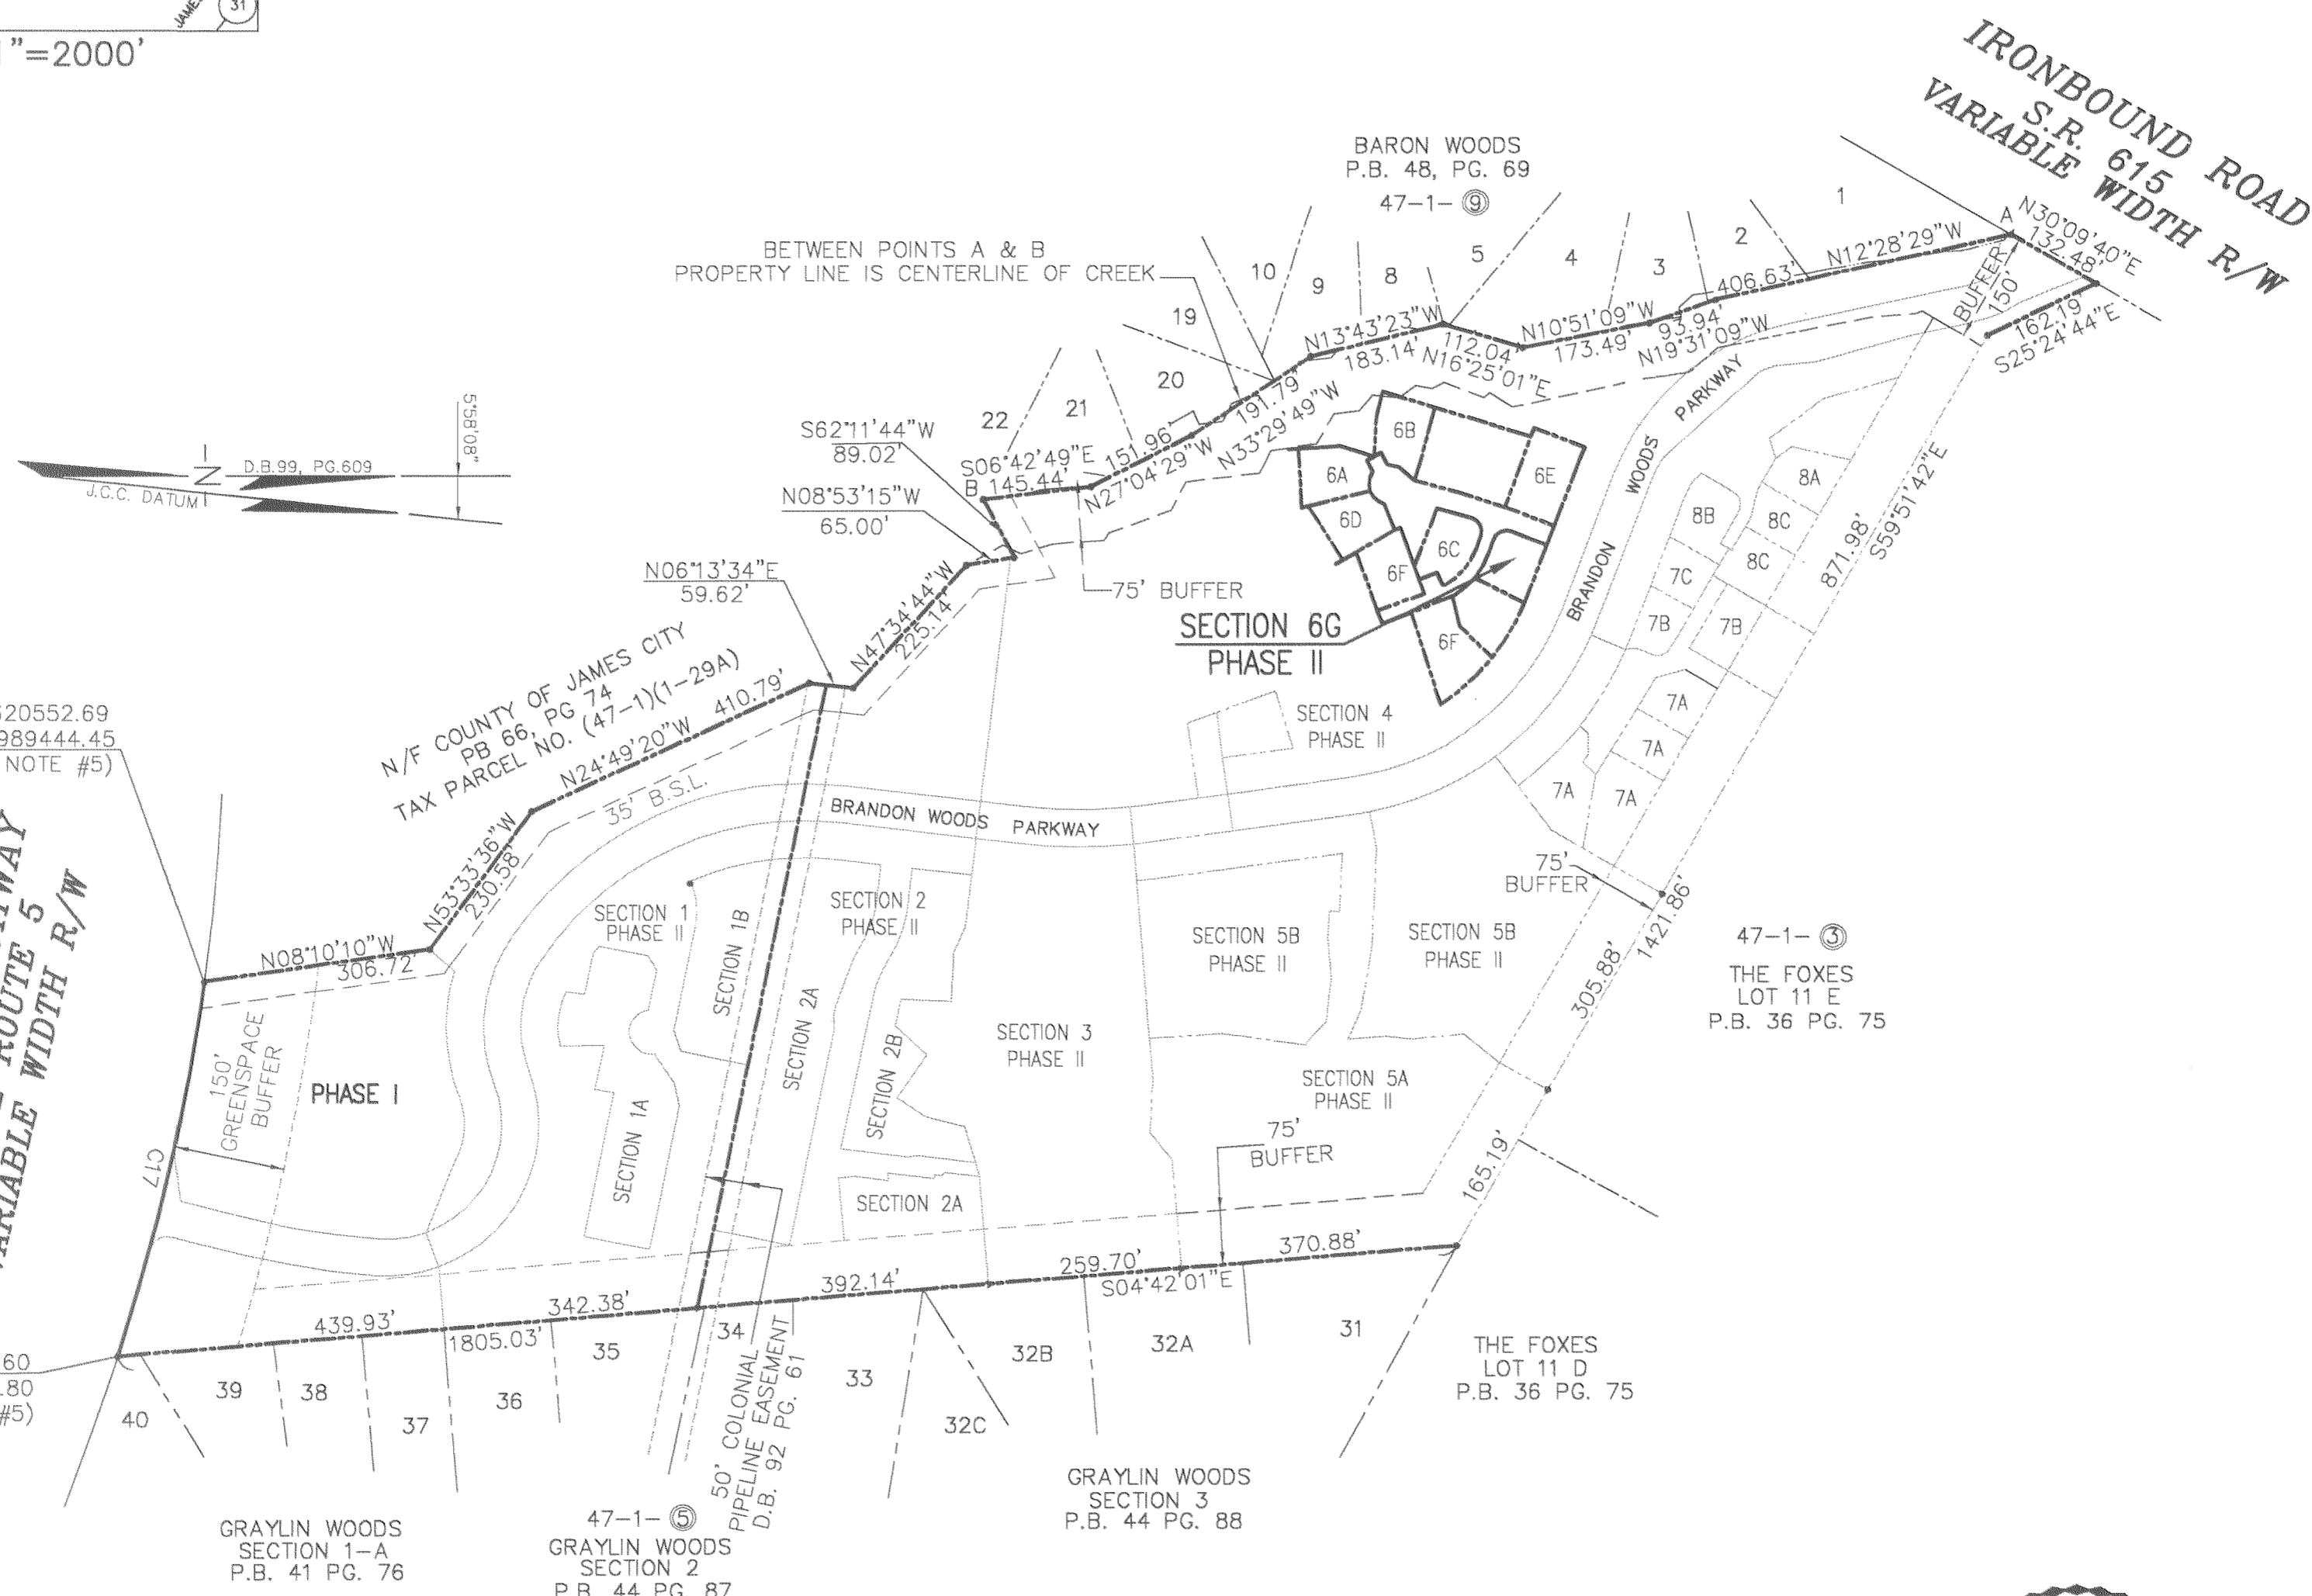 31
"=2000'
IRONBOUND ROAD
S.R. 615
VARIABLE WIDTH R/W
BARON WOODS
P.B. 48, PG. 69
47-1- 9
BETWEEN POINTS A & B
PROPERTY LINE IS CENTERLINE OF CREEK
1
2
3
4
5
8
9
10
19
20
21
22
A
N30°09'40"E
132.48'
BUFFER
150'
162.19'
S25°24'44"E
N12°28'29"W
406.63'
93.94'
N19°31'09"W
N10°51'09"W
173.49'
112.04'
N16°25'01"E
N13°43'23"W
183.14'
191.79'
N33°29'49"W
151.96'
N27°04'29"W
S06°42'49"E
B 145.44'
S62°11'44"W
89.02'
N08°53'15"W
65.00'
N06°13'34"E
59.62'
N47°34'44"W
225.14'
75' BUFFER
N
D.B.99, PG.609
J.C.C. DATUM
5°58'08"
6A
6B
6C
6D
6E
6F
6F
SECTION 6G
PHASE II
BRANDON WOODS PARKWAY
8A
8B
8C
8C
7C
7B
7B
7A
7A
7A
7A
871.98'
S59°51'42"E
SECTION 4
PHASE II
N/F COUNTY OF JAMES CITY
PB 66, PG 74
TAX PARCEL NO. (47-1)(1-29A)
N24°49'20"W 410.79'
35' B.S.L.
N53°33'36"W
230.58'
N08°10'10"W
306.72'
620552.69
989444.45
NOTE #5)
ROUTE 5
VARIABLE WIDTH R/W
BRANDON WOODS PARKWAY
SECTION 1
PHASE II
SECTION 1B
SECTION 2
PHASE II
SECTION 2A
SECTION 2B
SECTION 1A
SECTION 2A
SECTION 3
PHASE II
SECTION 5B
PHASE II
SECTION 5B
PHASE II
SECTION 5A
PHASE II
75'
BUFFER
75'
BUFFER
305.88'
1421.86'
165.19'
47-1- 3
THE FOXES
LOT 11 E
P.B. 36 PG. 75
150'
GREENSPACE
BUFFER
PHASE I
C17
439.93'
1805.03'
342.38'
392.14'
259.70'
S04°42'01"E
370.88'
60
.80
#5)
40
39
38
37
36
35
34
33
32C
32B
32A
31
50' COLONIAL
PIPELINE EASEMENT
D.B. 92 PG. 61
THE FOXES
LOT 11 D
P.B. 36 PG. 75
GRAYLIN WOODS
SECTION 3
P.B. 44 PG. 88
GRAYLIN WOODS
SECTION 1-A
P.B. 41 PG. 76
47-1- 5
GRAYLIN WOODS
SECTION 2
P.B. 44 PG. 87